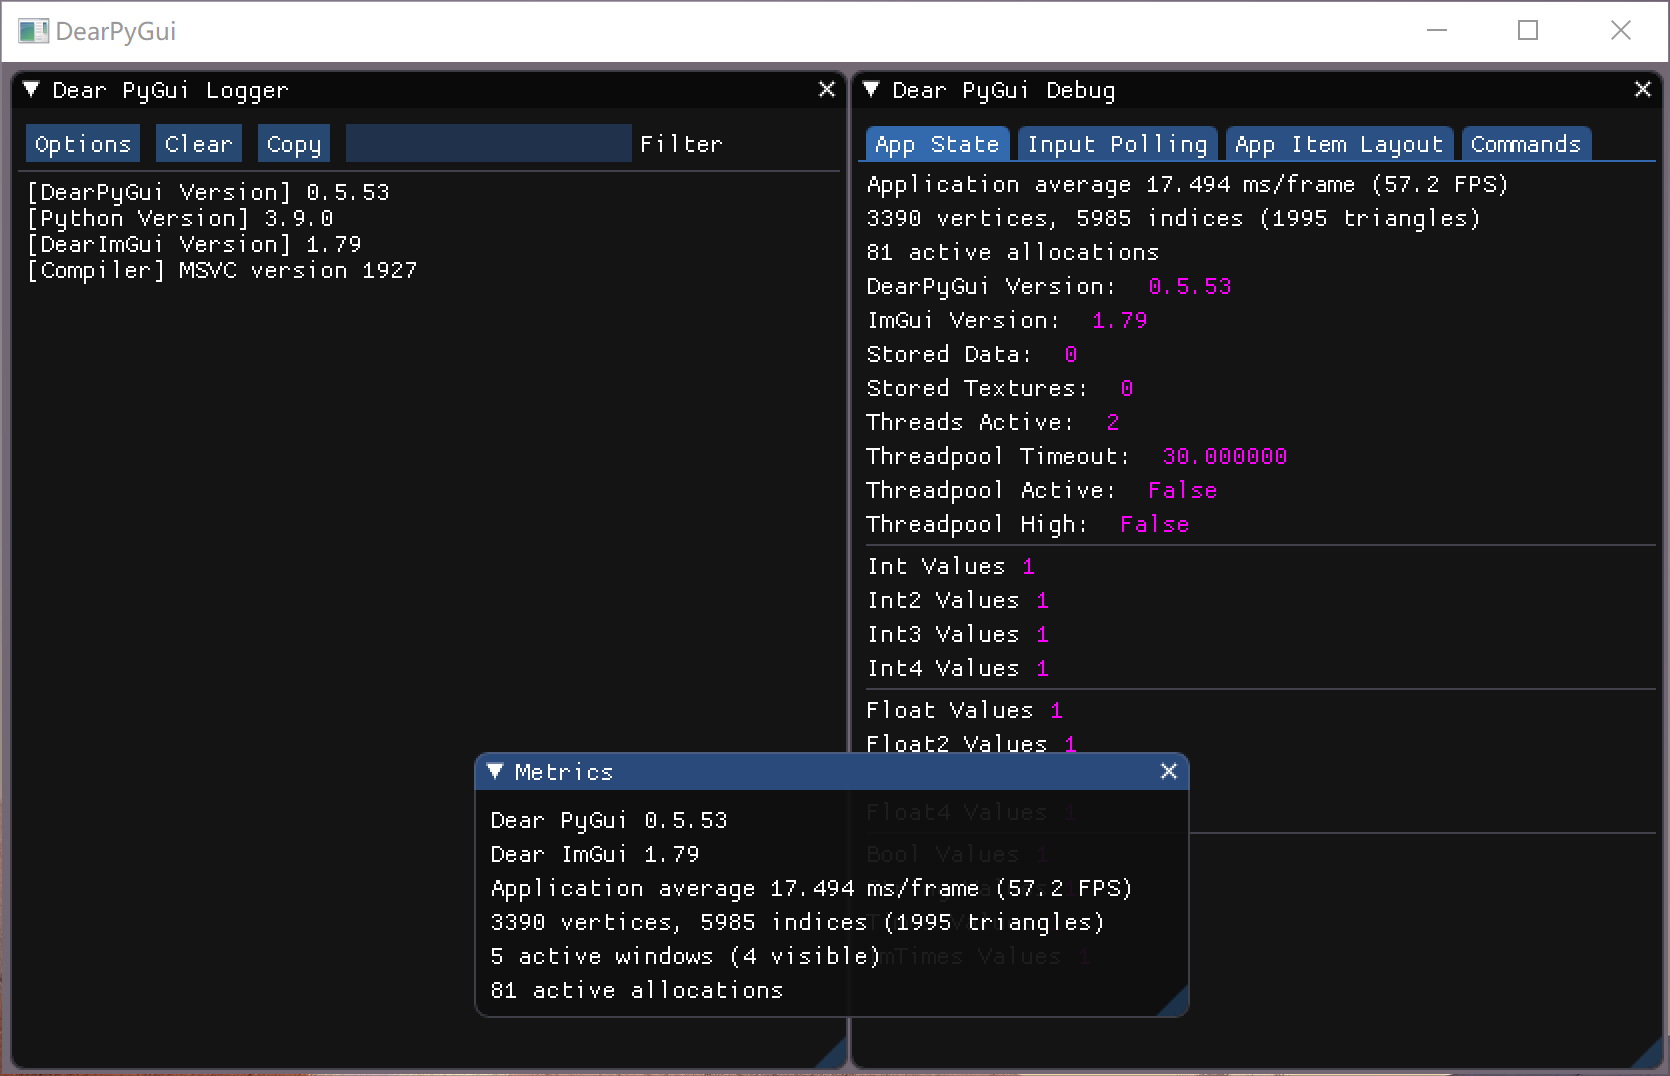 DearPyGui
Dear PyGui Logger
Options Clear Copy Filter
[DearPyGui Version] 0.5.53
[Python Version] 3.9.0
[DearImGui Version] 1.79
[Compiler] MSVC version 1927
Dear PyGui Debug
App State Input Polling App Item Layout Commands
Application average 17.494 ms/frame (57.2 FPS)
3390 vertices, 5985 indices (1995 triangles)
81 active allocations
DearPyGui Version: 0.5.53
ImGui Version: 1.79
Stored Data: 0
Stored Textures: 0
Threads Active: 2
Threadpool Timeout: 30.000000
Threadpool Active: False
Threadpool High: False
Int Values 1
Int2 Values 1
Int3 Values 1
Int4 Values 1
Float Values 1
Float2 Values 1
Float4 Values 1
Bool Values 1
Values 1
Metrics
Dear PyGui 0.5.53
Dear ImGui 1.79
Application average 17.494 ms/frame (57.2 FPS)
3390 vertices, 5985 indices (1995 triangles)
5 active windows (4 visible)
81 active allocations